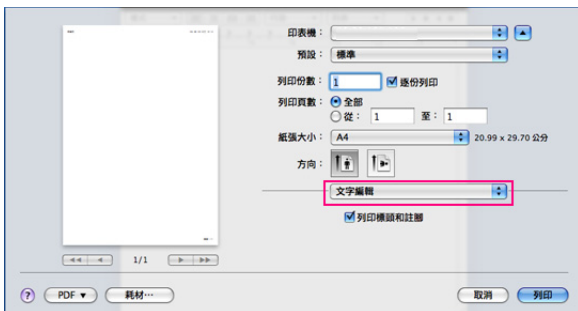 印表機：
預設： 標準
列印份數： 1 逐份列印
列印頁數： 全部
從： 1 至： 1
紙張大小： A4 20.99 x 29.70 公分
方向：
文字編輯
列印標頭和註腳
1/1
? PDF 耗材… 取消 列印